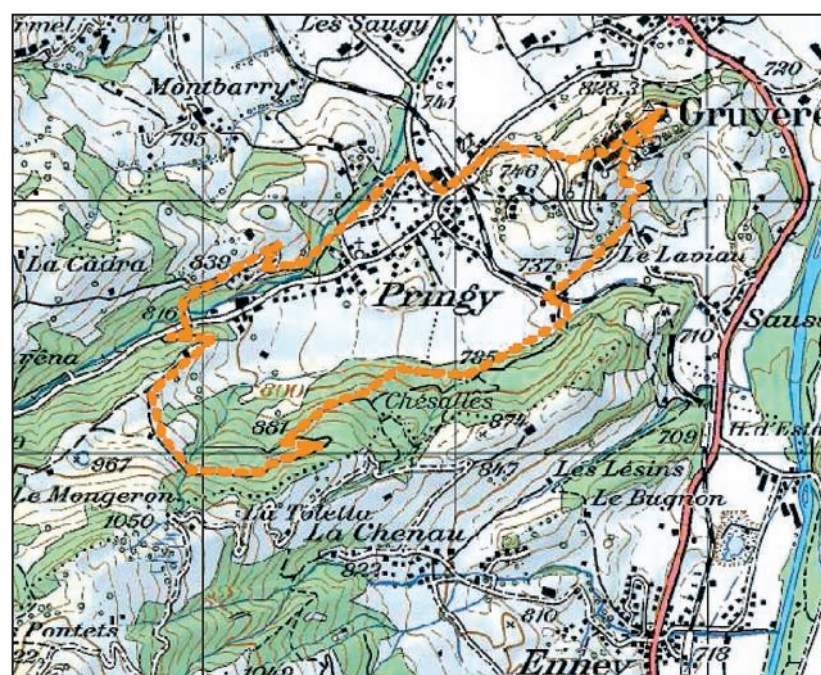 Les Saugy
Montbarry
741
828.3
720
Gruyère
795
746
La Cadra
839
Le Laviau
737
Pringy
816
Sauss
710
785
800
Chésalles
881
874
709
967
847
Les Lésins
Le Mongeron
Le Bugnon
1050
La Toletta
La Chenau
822
810
Pontets
718
Enney